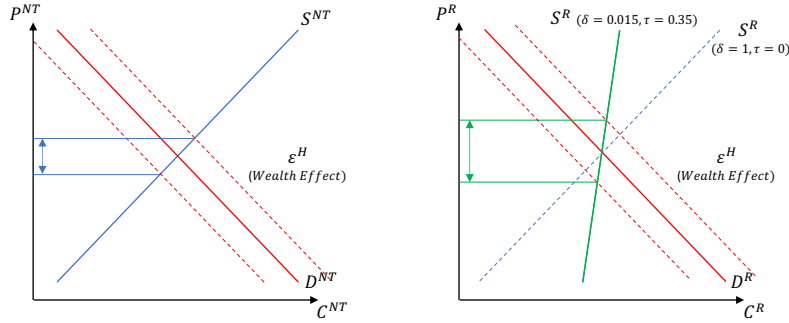 P^NT
S^NT
ε^H
(Wealth Effect)
D^NT
C^NT
P^R
S^R (δ = 0.015, τ = 0.35)
S^R
(δ = 1, τ = 0)
ε^H
(Wealth Effect)
D^R
C^R